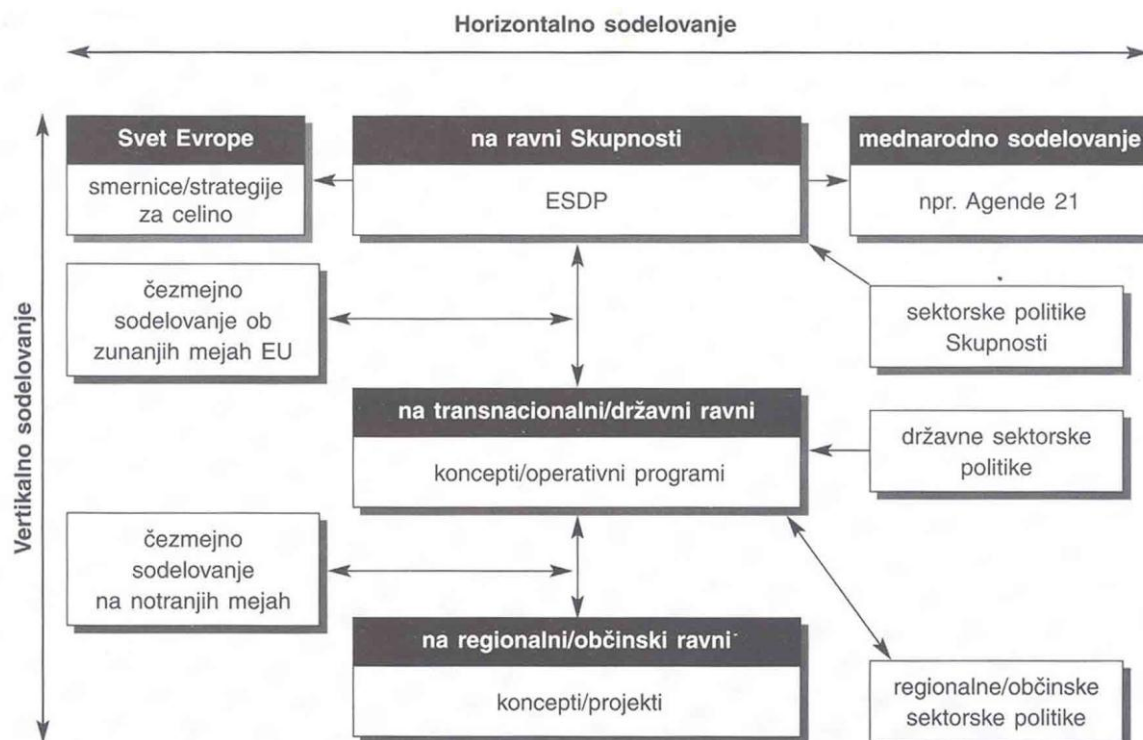 Horizontalno sodelovanje
Vertikalno sodelovanje
Svet Evrope
smernice/strategije
za celino
na ravni Skupnosti
ESDP
mednarodno sodelovanje
npr. Agende 21
čezmejno
sodelovanje ob
zunanjih mejah EU
sektorske politike
Skupnosti
na transnacionalni/državni ravni
koncepti/operativni programi
državne sektorske
politike
čezmejno
sodelovanje
na notranjih mejah
na regionalni/občinski ravni
koncepti/projekti
regionalne/občinske
sektorske politike